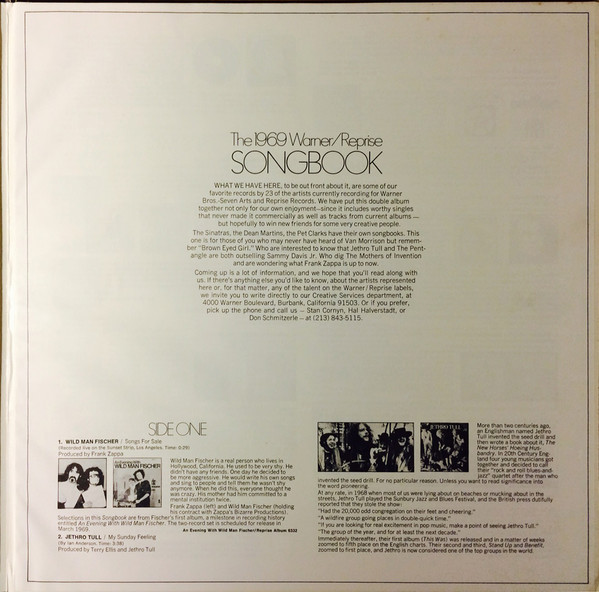 The 1969 Warner/Reprise
SONGBOOK
WHAT WE HAVE HERE, to be out front about it, are some of our
favorite records by 23 of the artists currently recording for Warner
Bros.-Seven Arts and Reprise Records. We have put this double album
together not only for our own enjoyment—since it includes worthy singles
that never made it commercially as well as tracks from current albums —
but hopefully to win new friends for some very creative people.
The Sinatras, the Dean Martins, the Pet Clarks have their own songbooks. This
one is for those of you who may never have heard of Van Morrison but remem-
ber "Brown Eyed Girl." Who are interested to know that Jethro Tull and The Pent-
angle are both outselling Sammy Davis Jr. Who dig The Mothers of Invention
and are wondering what Frank Zappa is up to now.
Coming up is a lot of information, and we hope that you'll read along with
us. If there's anything else you'd like to know, about the artists represented
here or, for that matter, any of the talent on the Warner/Reprise labels,
we invite you to write directly to our Creative Services department, at
4000 Warner Boulevard, Burbank, California 91503. Or if you prefer,
pick up the phone and call us — Stan Cornyn, Hal Halverstadt, or
Don Schmitzerle — at (213) 843-5115.
SIDE ONE
1. WILD MAN FISCHER / Songs For Sale
(Recorded live on the Sunset Strip, Los Angeles. Time: 0:29)
Produced by Frank Zappa
WILD MAN FISCHER
Wild Man Fischer is a real person who lives in
Hollywood, California. He used to be very shy. He
didn't have any friends. One day he decided to
be more aggressive. He would write his own songs
and sing to people and tell them he wasn't shy
anymore. When he did this, everyone thought he
was crazy. His mother had him committed to a
mental institution twice.
Frank Zappa (left) and Wild Man Fischer (holding
his contract with Zappa's Bizarre Productions).
Selections in this Songbook are from Fischer's first album, a milestone in recording history
entitled An Evening With Wild Man Fischer. The two-record set is scheduled for release in
March 1969.
An Evening With Wild Man Fischer/Reprise Album 6332
2. JETHRO TULL / My Sunday Feeling
(By Ian Anderson. Time: 3:38)
Produced by Terry Ellis and Jethro Tull
JETHRO TULL
More than two centuries ago,
an Englishman named Jethro
Tull invented the seed drill and
then wrote a book about it, The
New Horses' Hoeing Hus-
bandry. In 20th Century Eng-
land four young musicians got
together and decided to call
their "rock and roll blues-and-
jazz" quartet after the man who
invented the seed drill. For no particular reason. Unless you want to read significance into
the word pioneering.
At any rate, in 1968 when most of us were lying about on beaches or mucking about in the
streets, Jethro Tull played the Sunbury Jazz and Blues Festival, and the British press dutifully
reported that they stole the show:
"Had the 20,000 odd congregation on their feet and cheering."
"A wildfire group going places in double-quick time."
"If you are looking for real excitement in pop music, make a point of seeing Jethro Tull."
"The group of the year, and for at least the next decade."
Immediately thereafter, their first album (This Was) was released and in a matter of weeks
zoomed to fifth place on the English charts. Their second and third, Stand Up and Benefit,
zoomed to first place, and Jethro is now considered one of the top groups in the world.